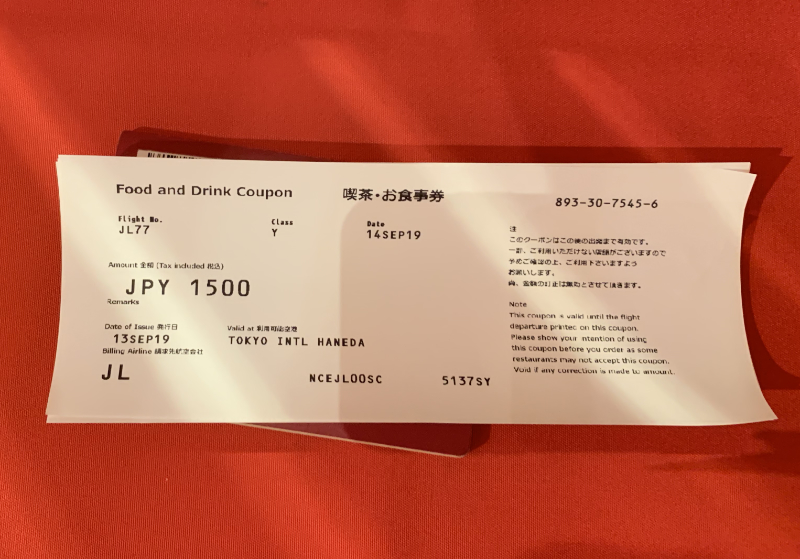 Food and Drink Coupon 喫茶・お食事券 893-30-7545-6
Flight No. Class Date
JL77 Y 14SEP19
Amount 金額 (Tax included 税込)
JPY 1500
Remarks
Date of Issue 発行日 Valid at 利用可能空港
13SEP19 TOKYO INTL HANEDA
Billing Airline 請求先航空会社
JL
NCEJLOOSC 5137SY
注
このクーポンはこの後の出発まで有効です。
一部、ご利用いただけない店舗がございますので
予めご確認の上、ご利用下さいますよう
お願いします。
尚、金額の訂正は無効とさせて頂きます。
Note
This coupon is valid until the flight
departure printed on this coupon.
Please show your intention of using
this coupon before you order as some
restaurants may not accept this coupon.
Void if any correction is made to amount.